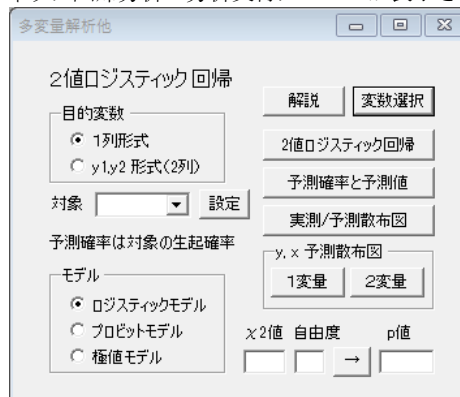 多変量解析他
2値ロジスティック回帰
目的変数
1列形式
y1,y2 形式(2列)
対象
設定
予測確率は対象の生起確率
モデル
ロジスティックモデル
プロビットモデル
極値モデル
解説
変数選択
2値ロジスティック回帰
予測確率と予測値
実測/予測散布図
y, x 予測散布図
1変量
2変量
χ2値 自由度 p値
→